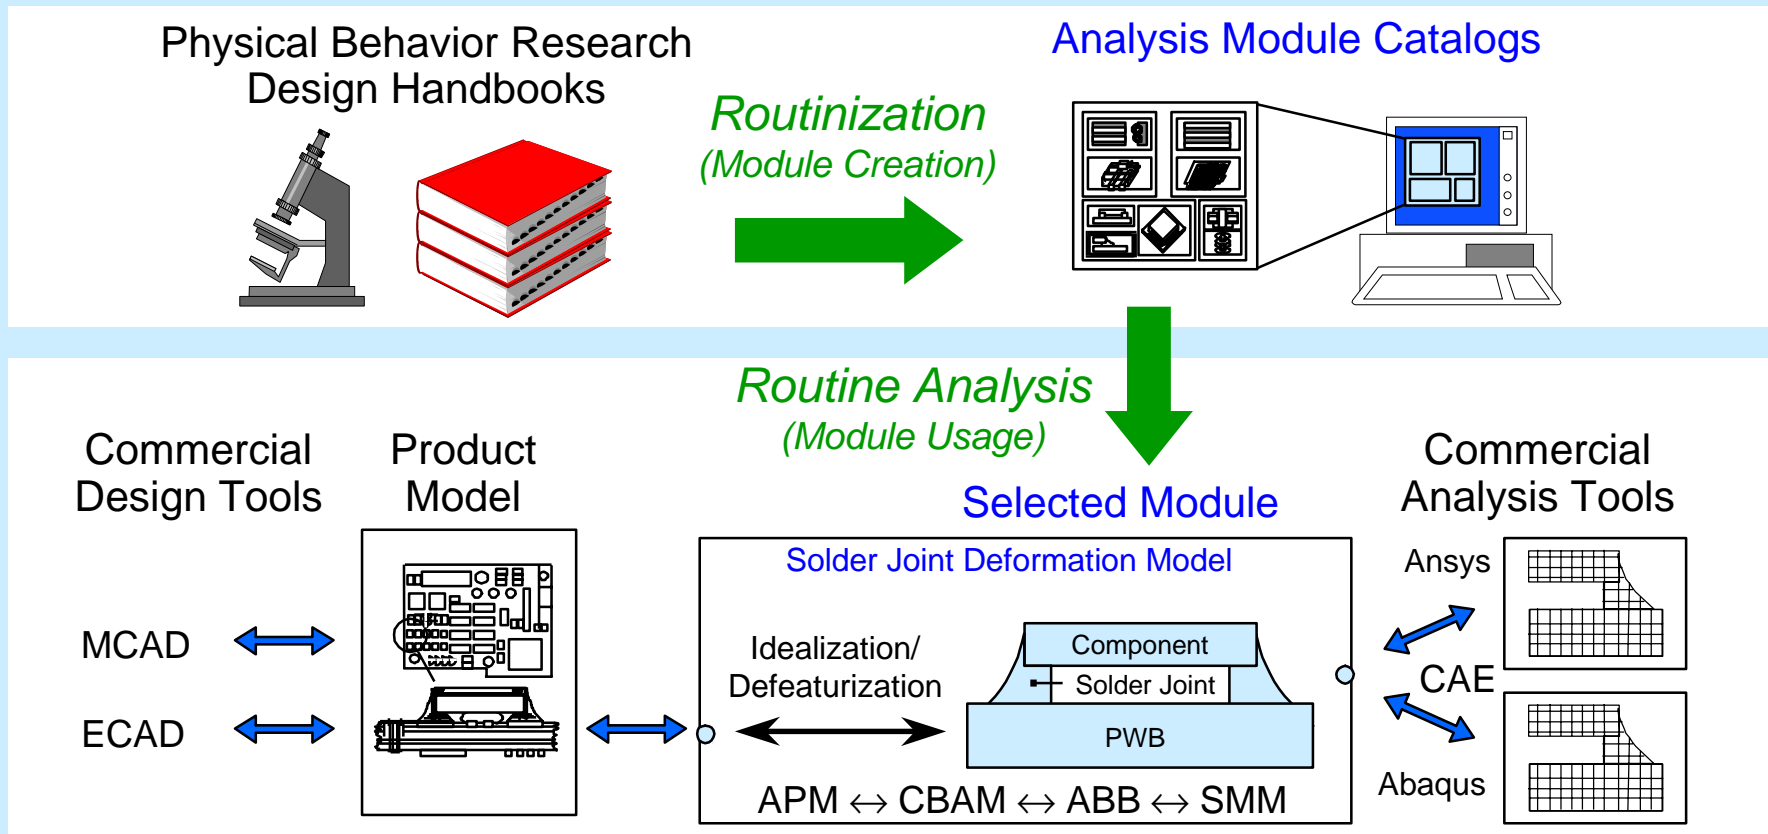 Physical Behavior Research
Design Handbooks
Routinization
(Module Creation)
Analysis Module Catalogs
Routine Analysis
(Module Usage)
Commercial
Design Tools
Product
Model
Selected Module
Commercial
Analysis Tools
MCAD
ECAD
Solder Joint Deformation Model
Idealization/
Defeaturization
Component
Solder Joint
PWB
APM ↔ CBAM ↔ ABB ↔ SMM
Ansys
CAE
Abaqus